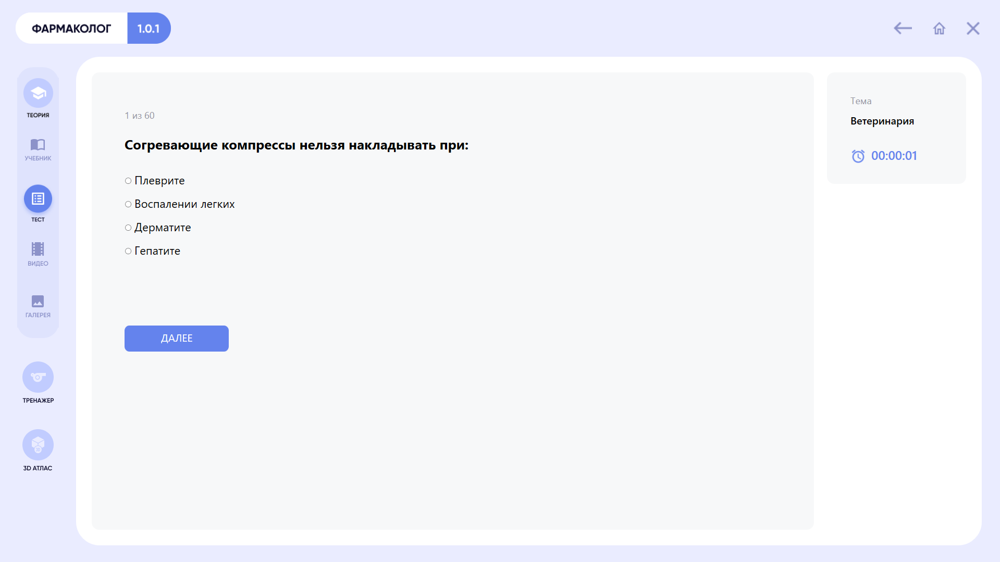 ФАРМАКОЛОГ 1.0.1
ТЕОРИЯ
УЧЕБНИК
ТЕСТ
ВИДЕО
ГАЛЕРЕЯ
ТРЕНАЖЕР
3D
3D АТЛАС
1 из 60
Согревающие компрессы нельзя накладывать при:
Плеврите
Воспалении легких
Дерматите
Гепатите
ДАЛЕЕ
Тема
Ветеринария
00:00:01